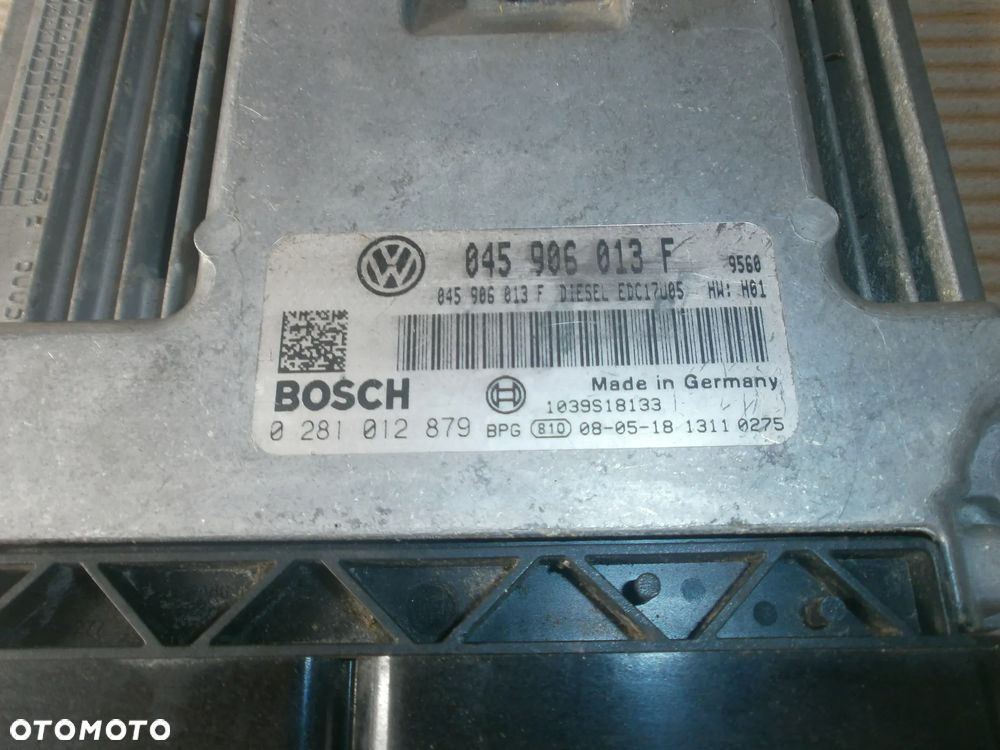 045 906 013 F 9560
045 906 013 F DIESEL EDC17U05 HW: H01
BOSCH
Made in Germany
1039S18133
0 281 012 879 BPG 810 08-05-18 1311 0275
OTOMOTO